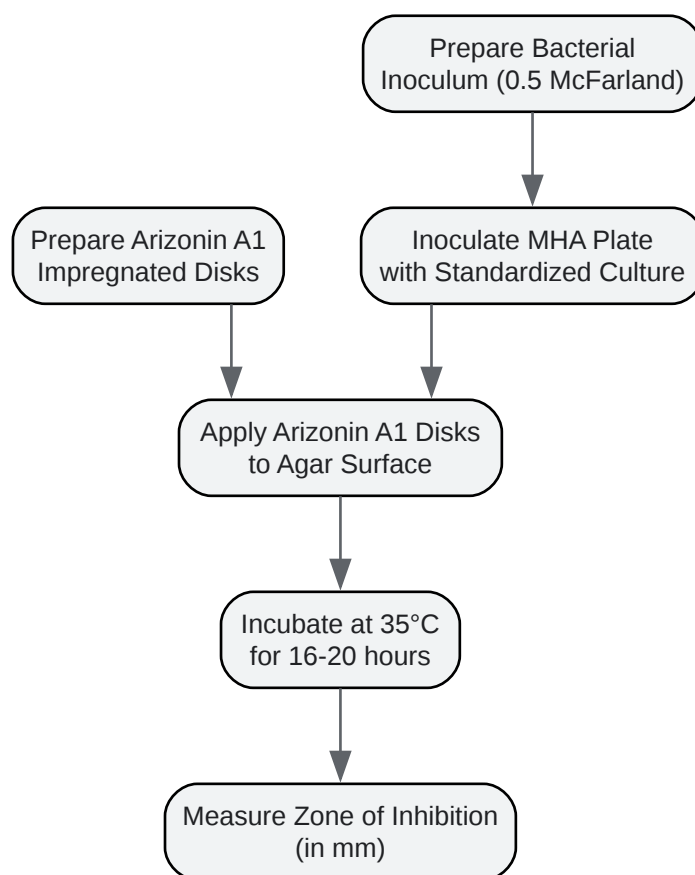 Prepare Bacterial
Inoculum (0.5 McFarland)
Prepare Arizonin A1
Impregnated Disks
Inoculate MHA Plate
with Standardized Culture
Apply Arizonin A1 Disks
to Agar Surface
Incubate at 35°C
for 16-20 hours
Measure Zone of Inhibition
(in mm)